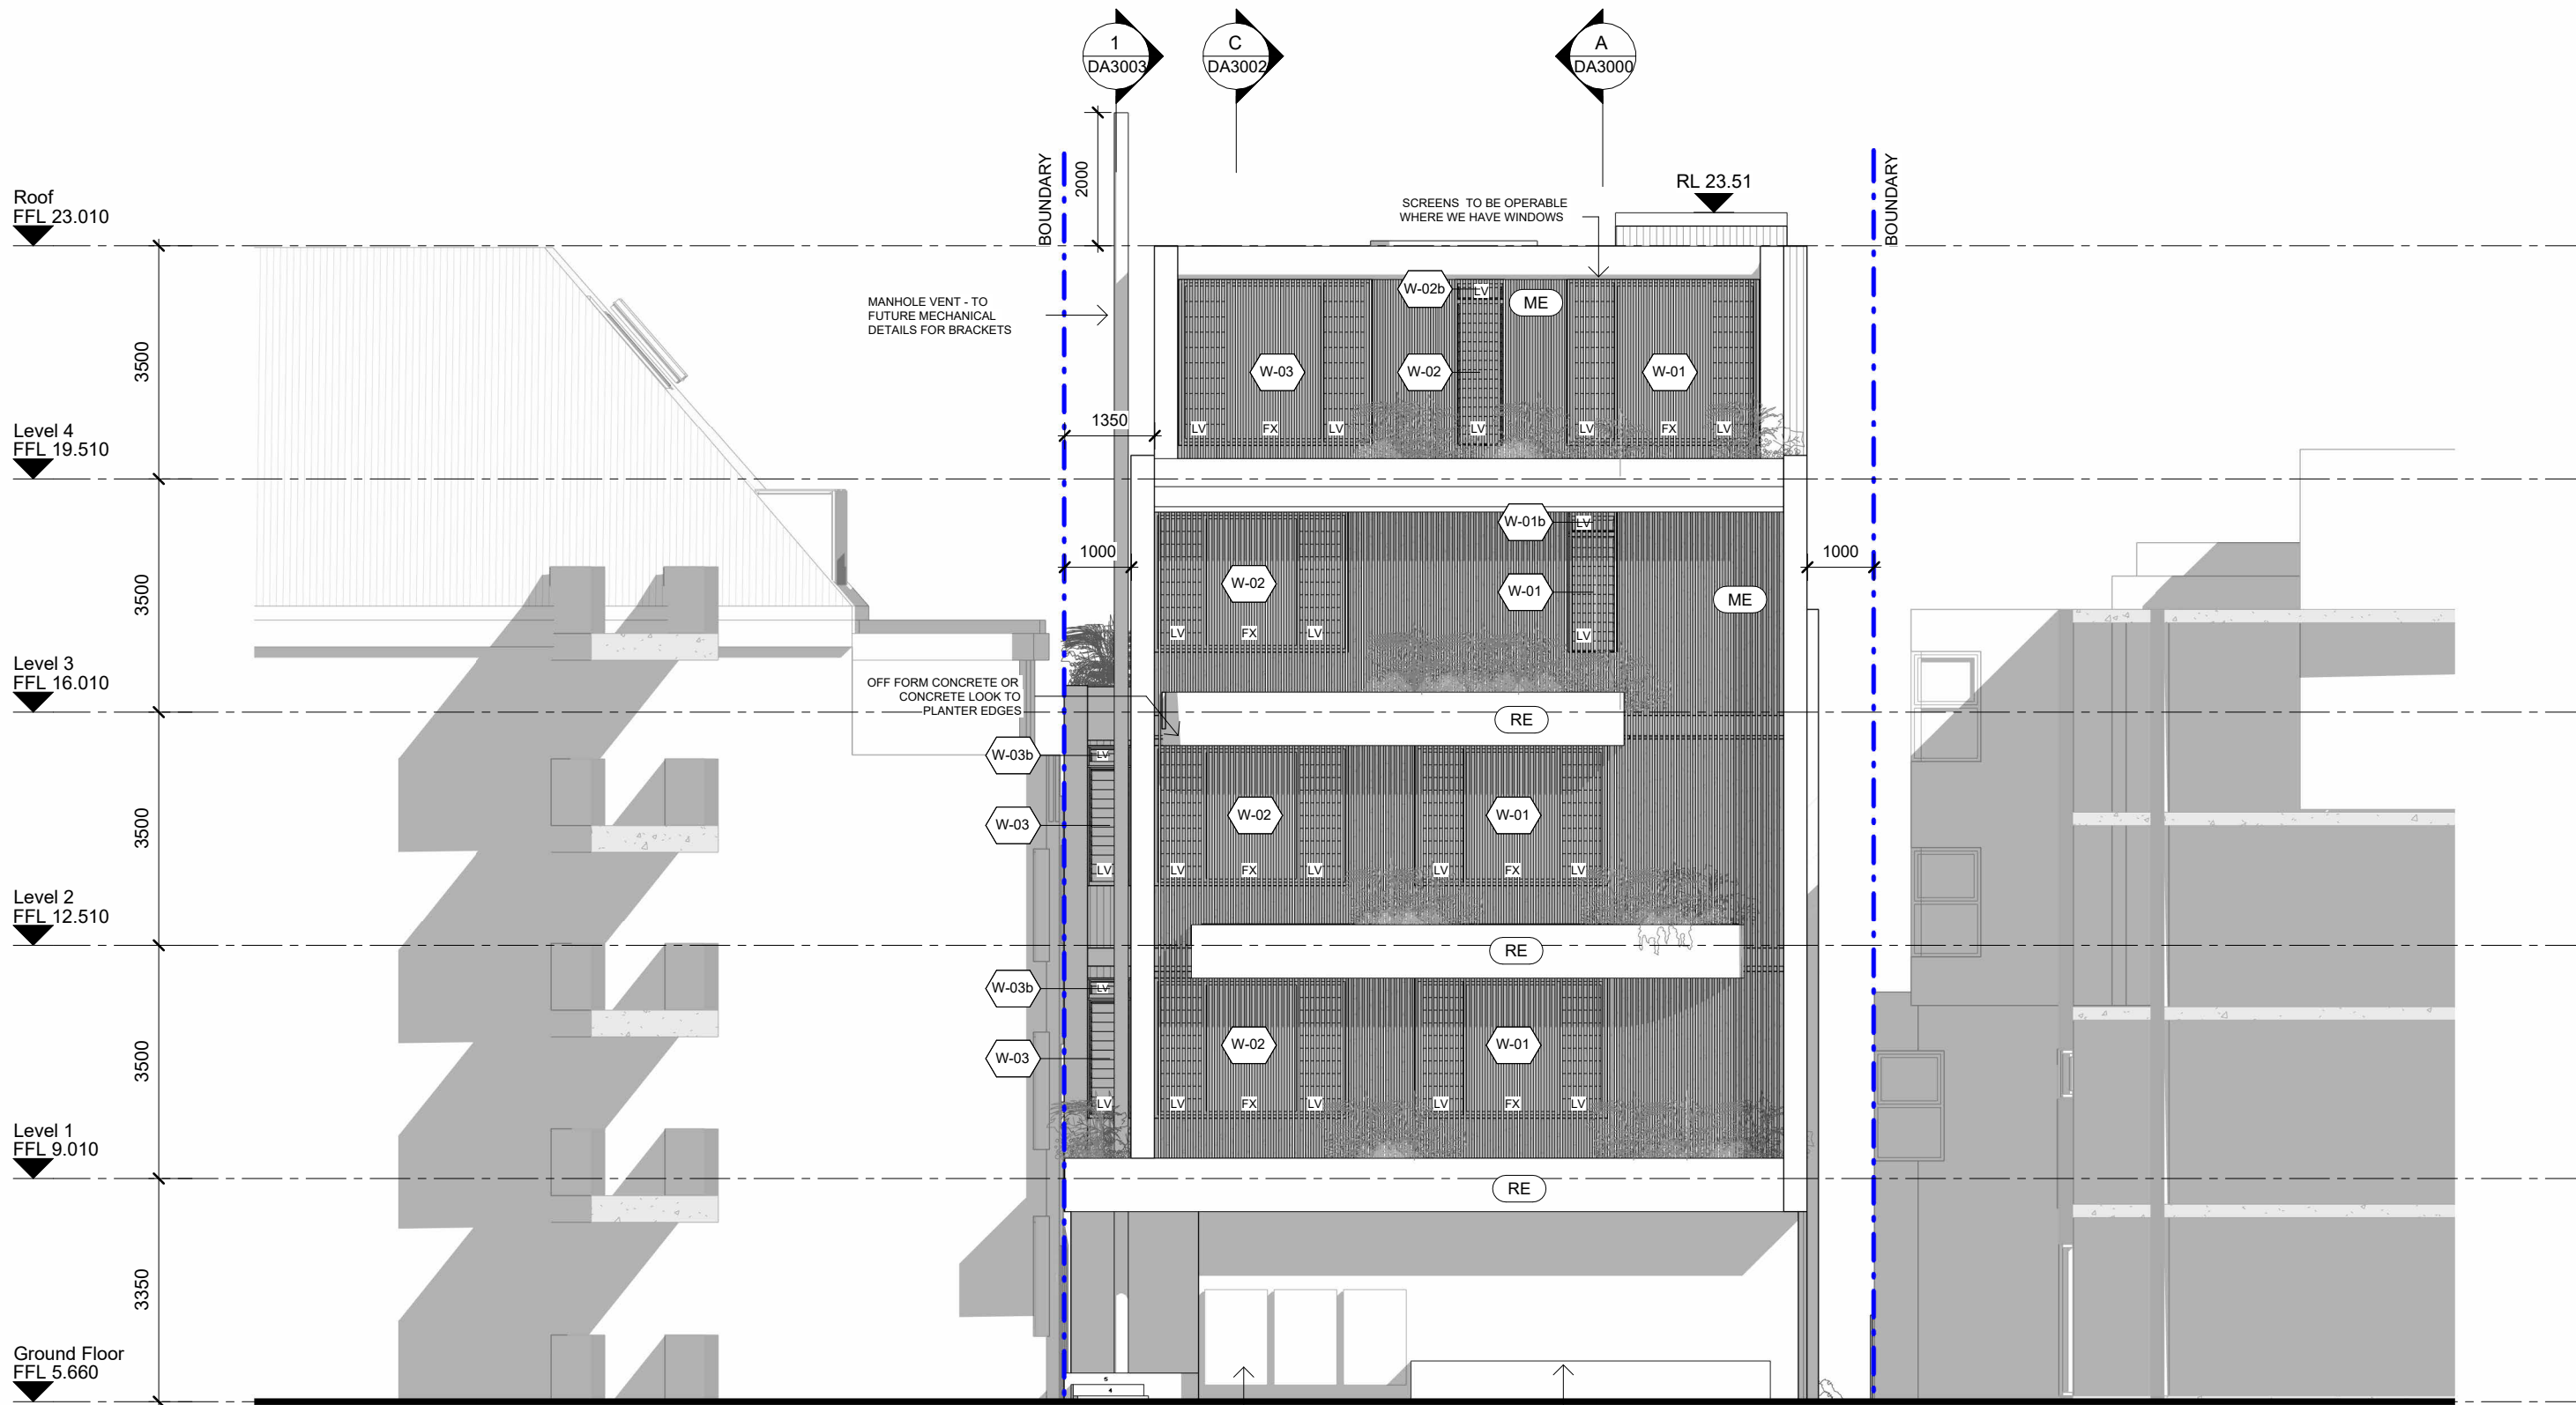 1
DA3003
C
DA3002
A
DA3000
BOUNDARY
2000
BOUNDARY
RL 23.51
SCREENS TO BE OPERABLE
WHERE WE HAVE WINDOWS
Roof
FFL 23.010
MANHOLE VENT - TO
FUTURE MECHANICAL
DETAILS FOR BRACKETS
W-02b
LV
ME
3500
W-03
W-02
W-01
1350
LV
FX
LV
LV
LV
FX
LV
Level 4
FFL 19.510
W-01b
LV
1000
1000
3500
W-02
W-01
ME
LV
FX
LV
LV
Level 3
FFL 16.010
OFF FORM CONCRETE OR
CONCRETE LOOK TO
PLANTER EDGES
RE
W-03b
LV
3500
W-03
W-02
W-01
LV
LV
FX
LV
LV
FX
LV
Level 2
FFL 12.510
RE
W-03b
LV
3500
W-03
W-02
W-01
LV
LV
FX
LV
LV
FX
LV
Level 1
FFL 9.010
RE
3350
Ground Floor
FFL 5.660
5
4